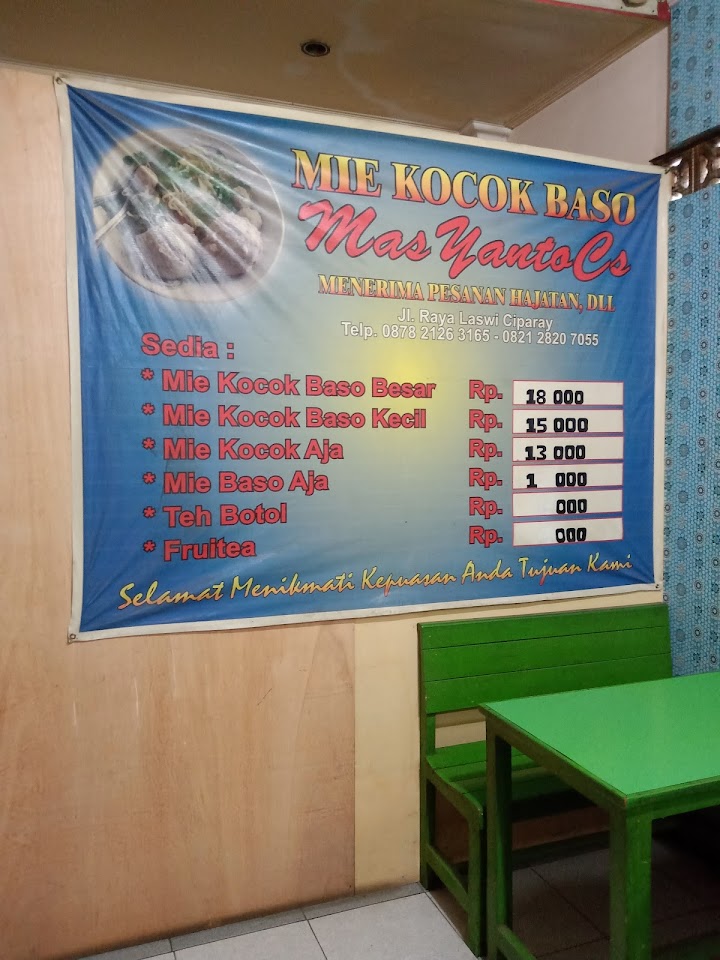 MIE KOCOK BASO
Mas Yanto Cs
MENERIMA PESANAN HAJATAN, DLL
Jl. Raya Laswi Ciparay
Telp. 0878 2126 3165 - 0821 2820 7055
Sedia :
* Mie Kocok Baso Besar Rp. 18 000
* Mie Kocok Baso Kecil Rp. 15 000
* Mie Kocok Aja Rp. 13 000
* Mie Baso Aja Rp. 1 000
* Teh Botol Rp. 000
* Fruitea Rp. 000
Selamat Menikmati Kepuasan Anda Tujuan Kami